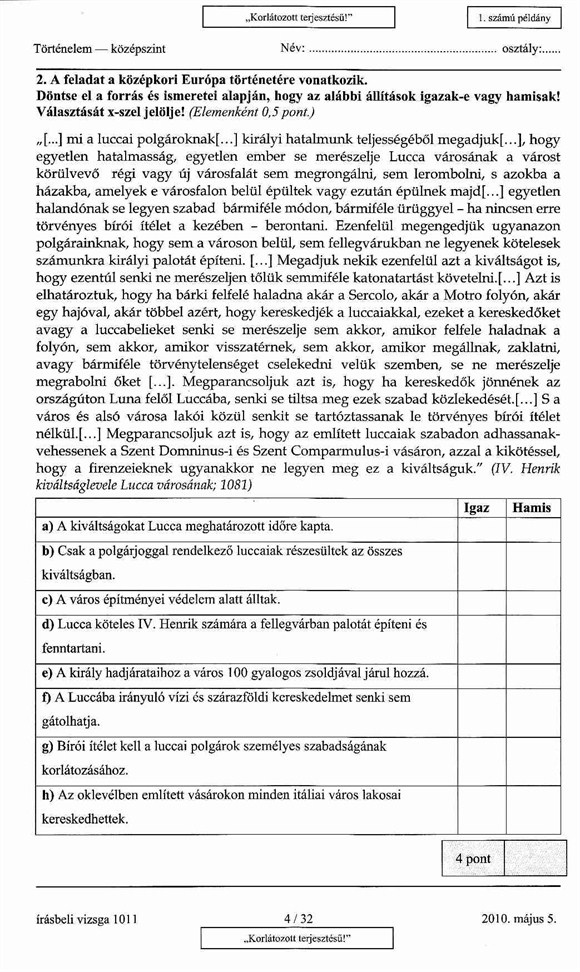 „Korlátozott terjesztésű!”
1. számú példány
Történelem — középszint Név: ........................................................... osztály:......
2. A feladat a középkori Európa történetére vonatkozik.
Döntse el a forrás és ismeretei alapján, hogy az alábbi állítások igazak-e vagy hamisak!
Választását x-szel jelölje! (Elemenként 0,5 pont.)
„[...] mi a luccai polgároknak[...] királyi hatalmunk teljességéből megadjuk[...], hogy
egyetlen hatalmasság, egyetlen ember se merészelje Lucca városának a várost
körülvevő régi vagy új városfalát sem megrongálni, sem lerombolni, s azokba a
házakba, amelyek e városfalon belül épültek vagy ezután épülnek majd[...] egyetlen
halandónak se legyen szabad bármiféle módon, bármiféle ürüggyel – ha nincsen erre
törvényes bírói ítélet a kezében – berontani. Ezenfelül megengedjük ugyanazon
polgárainknak, hogy sem a városon belül, sem fellegvárukban ne legyenek kötelesek
számunkra királyi palotát építeni. [...] Megadjuk nekik ezenfelül azt a kiváltságot is,
hogy ezentúl senki ne merészeljen tőlük semmiféle katonatartást követelni.[...] Azt is
elhatároztuk, hogy ha bárki felfelé haladna akár a Sercolo, akár a Motro folyón, akár
egy hajóval, akár többel azért, hogy kereskedjék a luccaiakkal, ezeket a kereskedőket
avagy a luccabelieket senki se merészelje sem akkor, amikor felfele haladnak a
folyón, sem akkor, amikor visszatérnek, sem akkor, amikor megállnak, zaklatni,
avagy bármiféle törvénytelenséget cselekedni velük szemben, se ne merészelje
megrabolni őket [...]. Megparancsoljuk azt is, hogy ha kereskedők jönnének az
országúton Luna felől Luccába, senki se tiltsa meg ezek szabad közlekedését.[...] S a
város és alsó városa lakói közül senkit se tartóztassanak le törvényes bírói ítélet
nélkül.[...] Megparancsoljuk azt is, hogy az említett luccaiak szabadon adhassanak-
vehessenek a Szent Domninus-i és Szent Comparmulus-i vásáron, azzal a kikötéssel,
hogy a firenzeieknek ugyanakkor ne legyen meg ez a kiváltságuk.” (IV. Henrik
kiváltságlevele Lucca városának; 1081)
Igaz Hamis
a) A kiváltságokat Lucca meghatározott időre kapta.
b) Csak a polgárjoggal rendelkező luccaiak részesültek az összes
kiváltságban.
c) A város építményei védelem alatt álltak.
d) Lucca köteles IV. Henrik számára a fellegvárban palotát építeni és
fenntartani.
e) A király hadjárataihoz a város 100 gyalogos zsoldjával járul hozzá.
f) A Luccába irányuló vízi és szárazföldi kereskedelmet senki sem
gátolhatja.
g) Bírói ítélet kell a luccai polgárok személyes szabadságának
korlátozásához.
h) Az oklevélben említett vásárokon minden itáliai város lakosai
kereskedhettek.
4 pont
írásbeli vizsga 1011 4 / 32 2010. május 5.
„Korlátozott terjesztésű!”